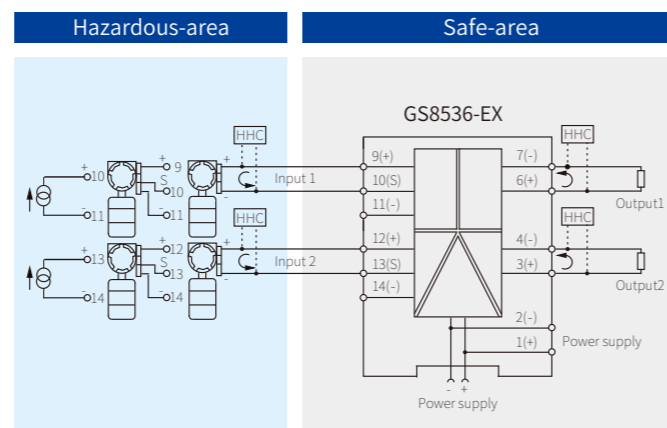 Hazardous-area
Safe-area
GS8536-EX
HHC
HHC
9(+)
7(-)
+
+
9
+
10
S
10
10(S)
6(+)
Input 1
-
11
-
11
-
11(-)
Output1
HHC
HHC
12(+)
4(-)
+
+
12
+
13
S
13
13(S)
3(+)
Input 2
-
14
-
14
-
14(-)
Output2
2(-)
1(+)
Power supply
- +
Power supply